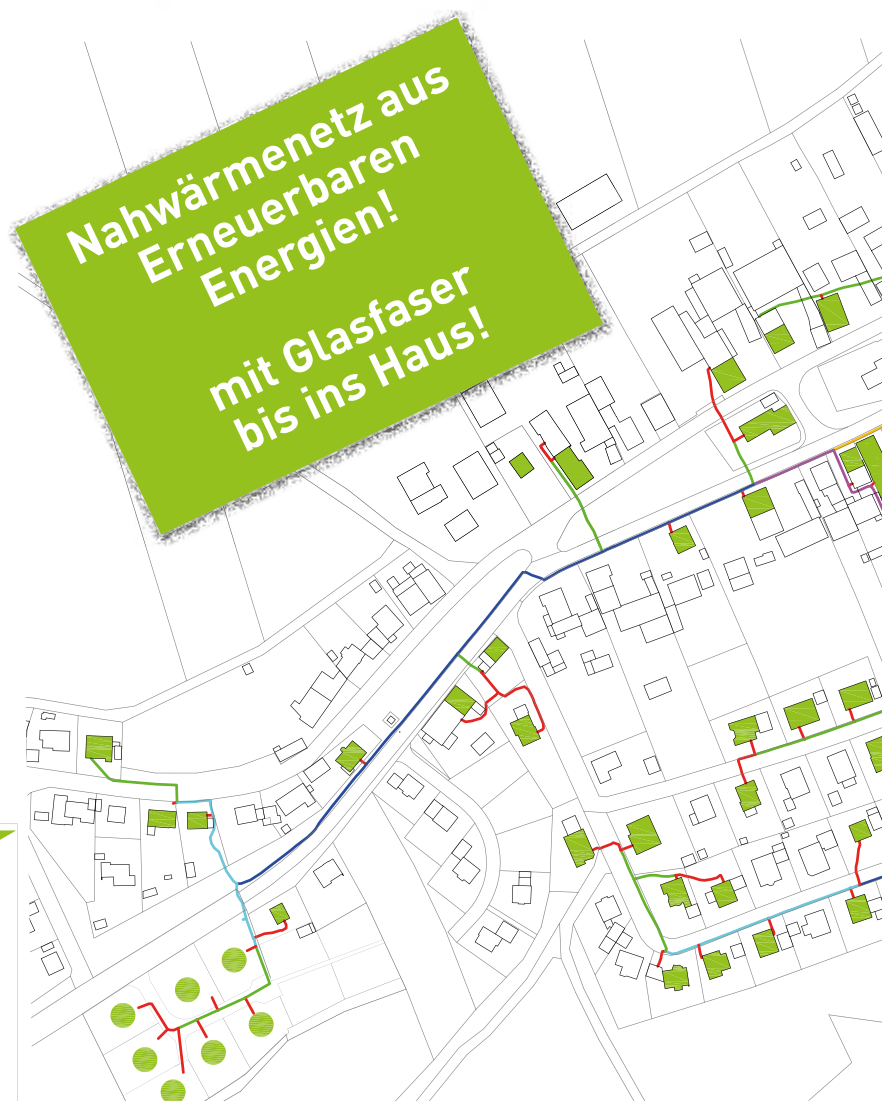 Nahwärmenetz aus
Erneuerbaren
Energien!
mit Glasfaser
bis ins Haus!